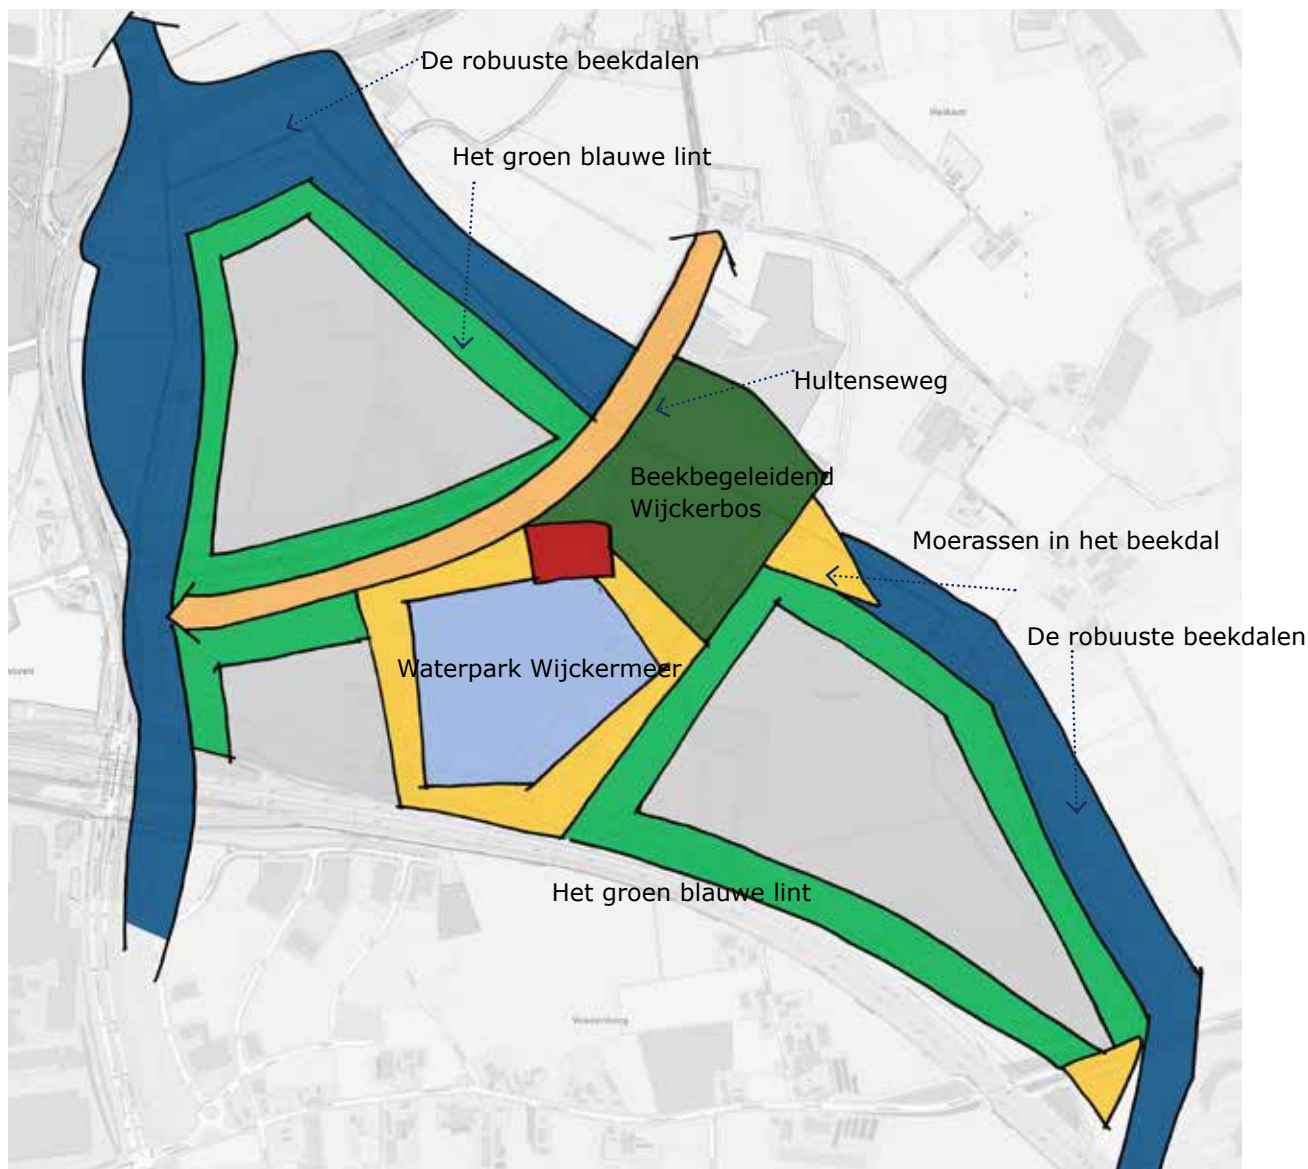 De robuuste beekdalen
Het groen blauwe lint
Hultenseweg
Beekbegeleidend
Wijckerbos
Moerassen in het beekdal
De robuuste beekdalen
Waterpark Wijckermeer
Het groen blauwe lint